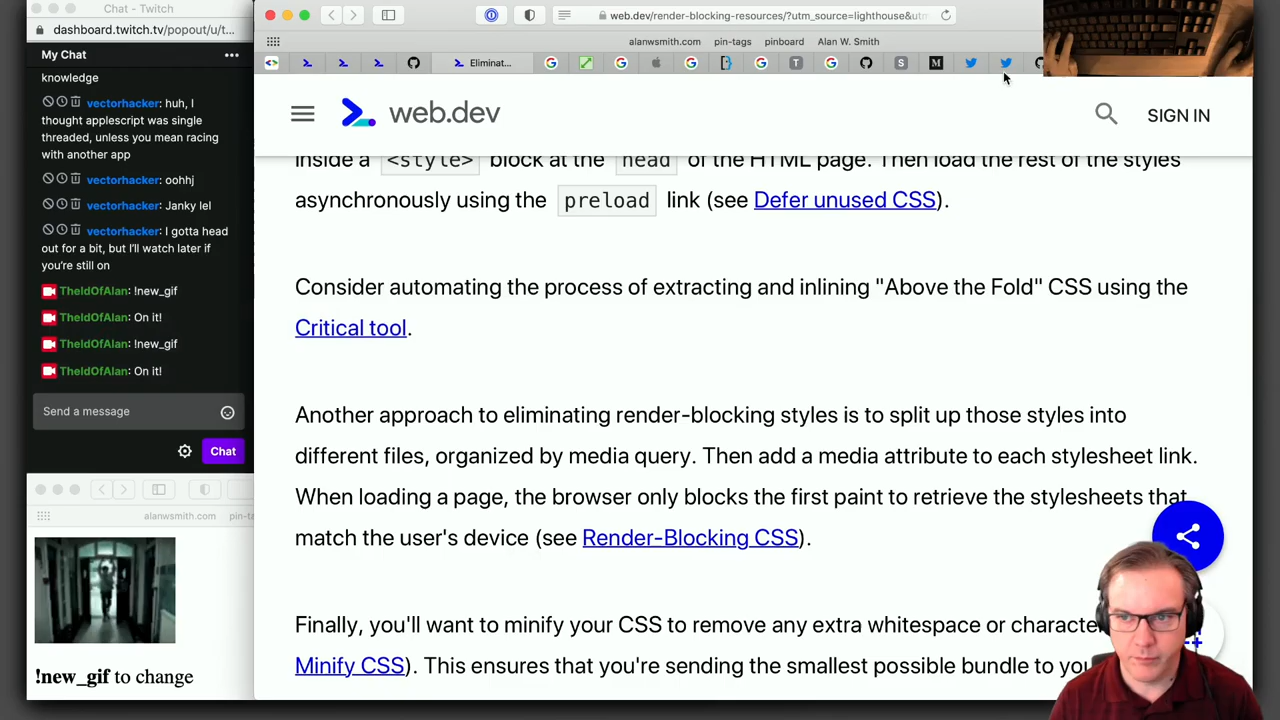 Chat - Twitch
dashboard.twitch.tv/popout/u/t...
My Chat
knowledge
vectorhacker: huh, I
thought applescript was single
threaded, unless you mean racing
with another app
vectorhacker: oohhj
vectorhacker: Janky lel
vectorhacker: I gotta head
out for a bit, but I'll watch later if
you're still on
TheIdOfAlan: !new_gif
TheIdOfAlan: On it!
TheIdOfAlan: !new_gif
TheIdOfAlan: On it!
Send a message
Chat
alanwsmith.com pin-ta
!new_gif to change
web.dev/render-blocking-resources/?utm_source=lighthouse&utm
alanwsmith.com pin-tags pinboard Alan W. Smith
Eliminat...
web.dev
SIGN IN
inside a <style> block at the head of the HTML page. Then load the rest of the styles
asynchronously using the preload link (see Defer unused CSS).
Consider automating the process of extracting and inlining "Above the Fold" CSS using the
Critical tool.
Another approach to eliminating render-blocking styles is to split up those styles into
different files, organized by media query. Then add a media attribute to each stylesheet link.
When loading a page, the browser only blocks the first paint to retrieve the stylesheets that
match the user's device (see Render-Blocking CSS).
Finally, you'll want to minify your CSS to remove any extra whitespace or characte
Minify CSS). This ensures that you're sending the smallest possible bundle to you